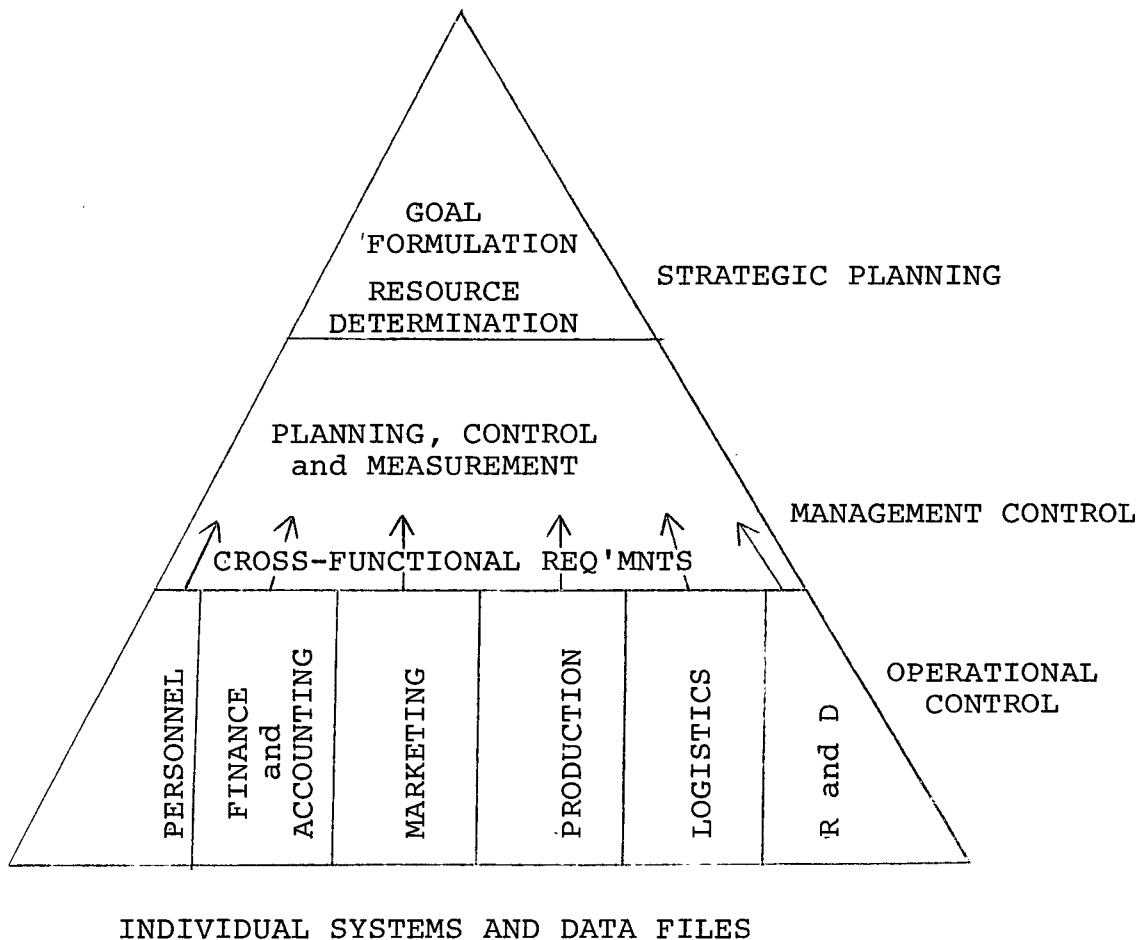 GOAL
FORMULATION
RESOURCE
DETERMINATION
STRATEGIC PLANNING
PLANNING, CONTROL
and MEASUREMENT
MANAGEMENT CONTROL
CROSS-FUNCTIONAL REQ'MNTS
PERSONNEL
FINANCE
and
ACCOUNTING
MARKETING
PRODUCTION
LOGISTICS
R and D
OPERATIONAL
CONTROL
INDIVIDUAL SYSTEMS AND DATA FILES